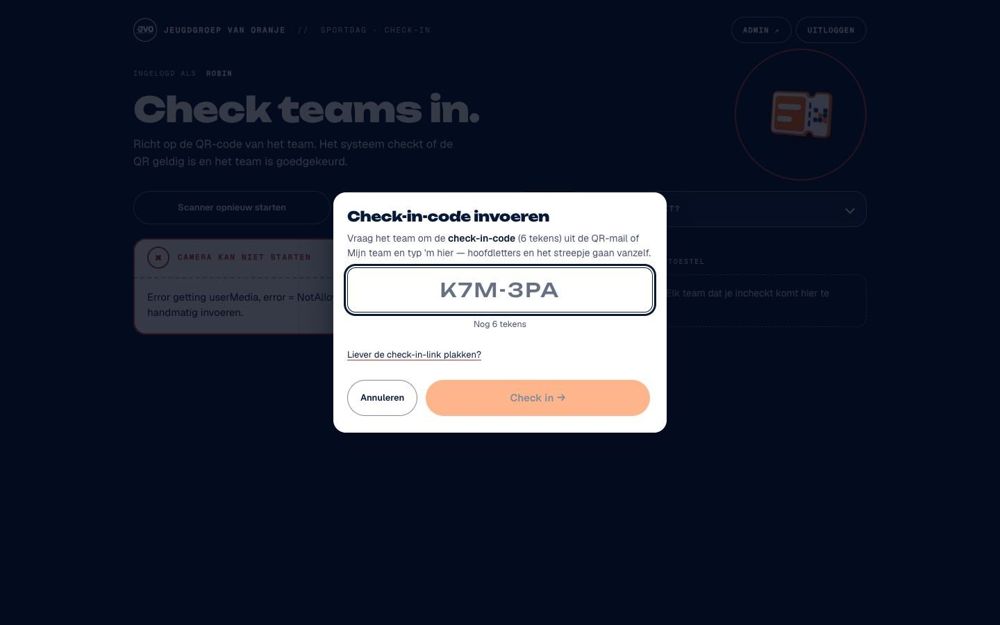 gvo JEUGDGROEP VAN ORANJE // SPORTDAG · CHECK-IN
ADMIN ↗ UITLOGGEN
INGELOGD ALS ROBIN
Check teams in.
Richt op de QR-code van het team. Het systeem checkt of de
QR geldig is en het team is goedgekeurd.
Scanner opnieuw starten
T?
CAMERA KAN NIET STARTEN
Error getting userMedia, error =
handmatig invoeren.
TOESTEL
Elk team dat je incheckt komt hier te
Check-in-code invoeren
Vraag het team om de check-in-code (6 tekens) uit de QR-mail of
Mijn team en typ 'm hier — hoofdletters en het streepje gaan vanzelf.
K7M-3PA
Nog 6 tekens
Liever de check-in-link plakken?
Annuleren
Check in →